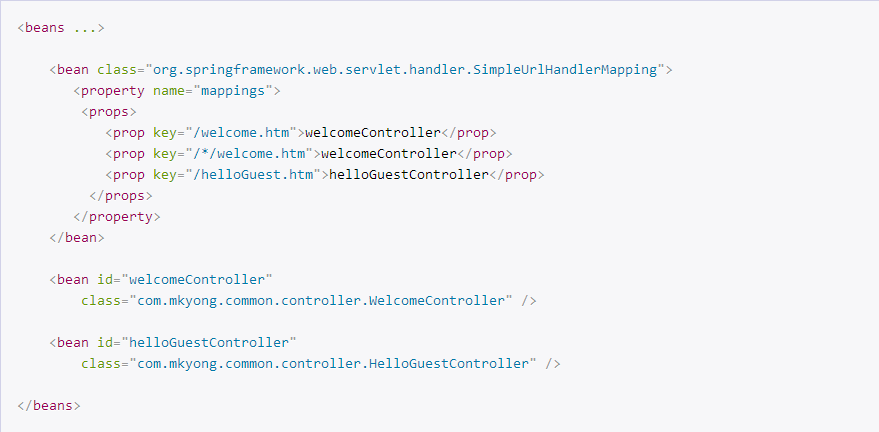 <beans ...>
<bean class="org.springframework.web.servlet.handler.SimpleUrlHandlerMapping">
<property name="mappings">
<props>
<prop key="/welcome.htm">welcomeController</prop>
<prop key="/*/welcome.htm">welcomeController</prop>
<prop key="/helloGuest.htm">helloGuestController</prop>
</props>
</property>
</bean>
<bean id="welcomeController"
class="com.mkyong.common.controller.WelcomeController" />
<bean id="helloGuestController"
class="com.mkyong.common.controller.HelloGuestController" />
</beans>